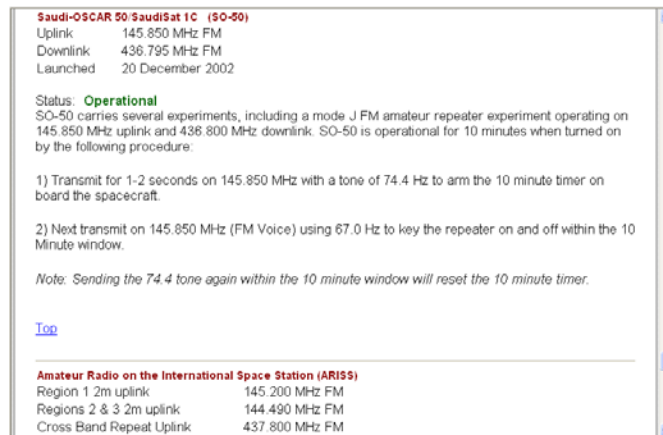 Saudi-OSCAR 50/SaudiSat 1C (SO-50)
Uplink 145.850 MHz FM
Downlink 436.795 MHz FM
Launched 20 December 2002
Status: Operational
SO-50 carries several experiments, including a mode J FM amateur repeater experiment operating on
145.850 MHz uplink and 436.800 MHz downlink. SO-50 is operational for 10 minutes when turned on
by the following procedure:
1) Transmit for 1-2 seconds on 145.850 MHz with a tone of 74.4 Hz to arm the 10 minute timer on
board the spacecraft.
2) Next transmit on 145.850 MHz (FM Voice) using 67.0 Hz to key the repeater on and off within the 10
Minute window.
Note: Sending the 74.4 tone again within the 10 minute window will reset the 10 minute timer.
Top
Amateur Radio on the International Space Station (ARISS)
Region 1 2m uplink 145.200 MHz FM
Regions 2 & 3 2m uplink 144.490 MHz FM
Cross Band Repeat Uplink 437.800 MHz FM